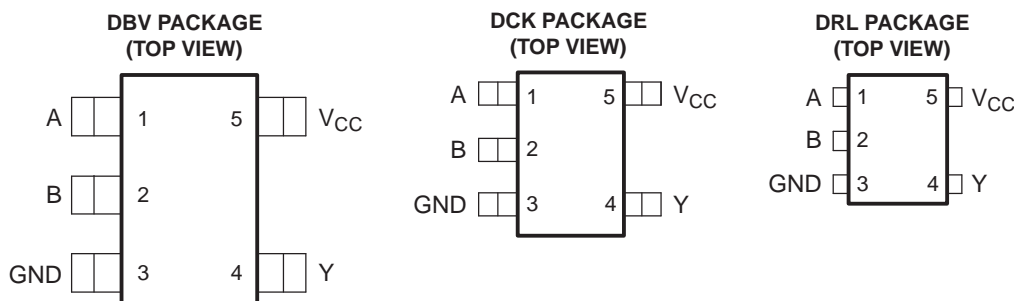 DBV PACKAGE
(TOP VIEW)
A 1 5 VCC
B 2
GND 3 4 Y
DCK PACKAGE
(TOP VIEW)
A 1 5 VCC
B 2
GND 3 4 Y
DRL PACKAGE
(TOP VIEW)
A 1 5 VCC
B 2
GND 3 4 Y